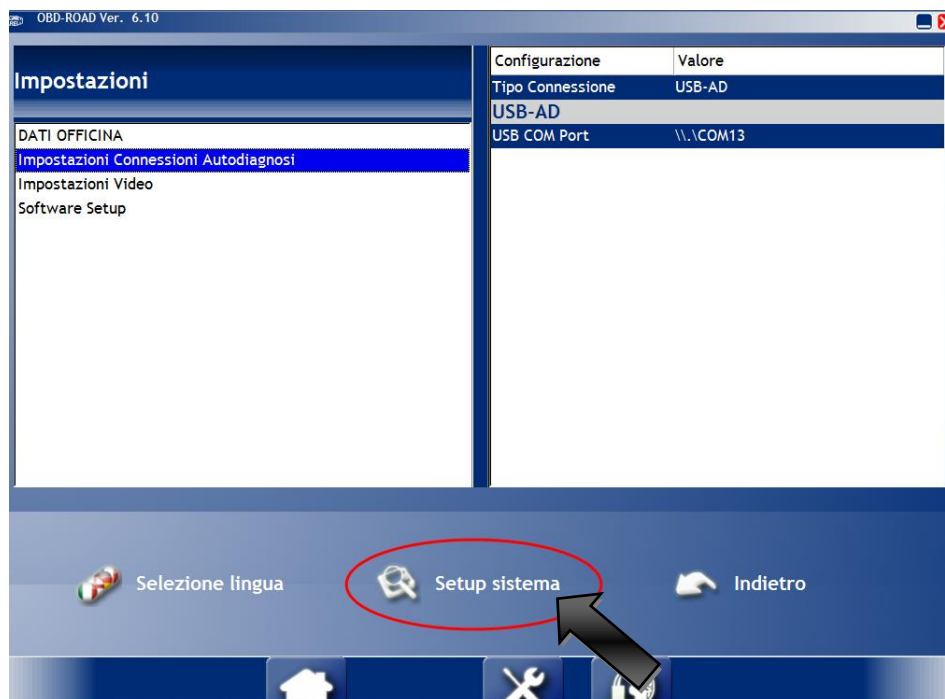 OBD-ROAD Ver. 6.10
Impostazioni
DATI OFFICINA
Impostazioni Connessioni Autodiagnosi
Impostazioni Video
Software Setup
Configurazione Valore
Tipo Connessione USB-AD
USB-AD
USB COM Port \\.\COM13
Selezione lingua
Setup sistema
Indietro